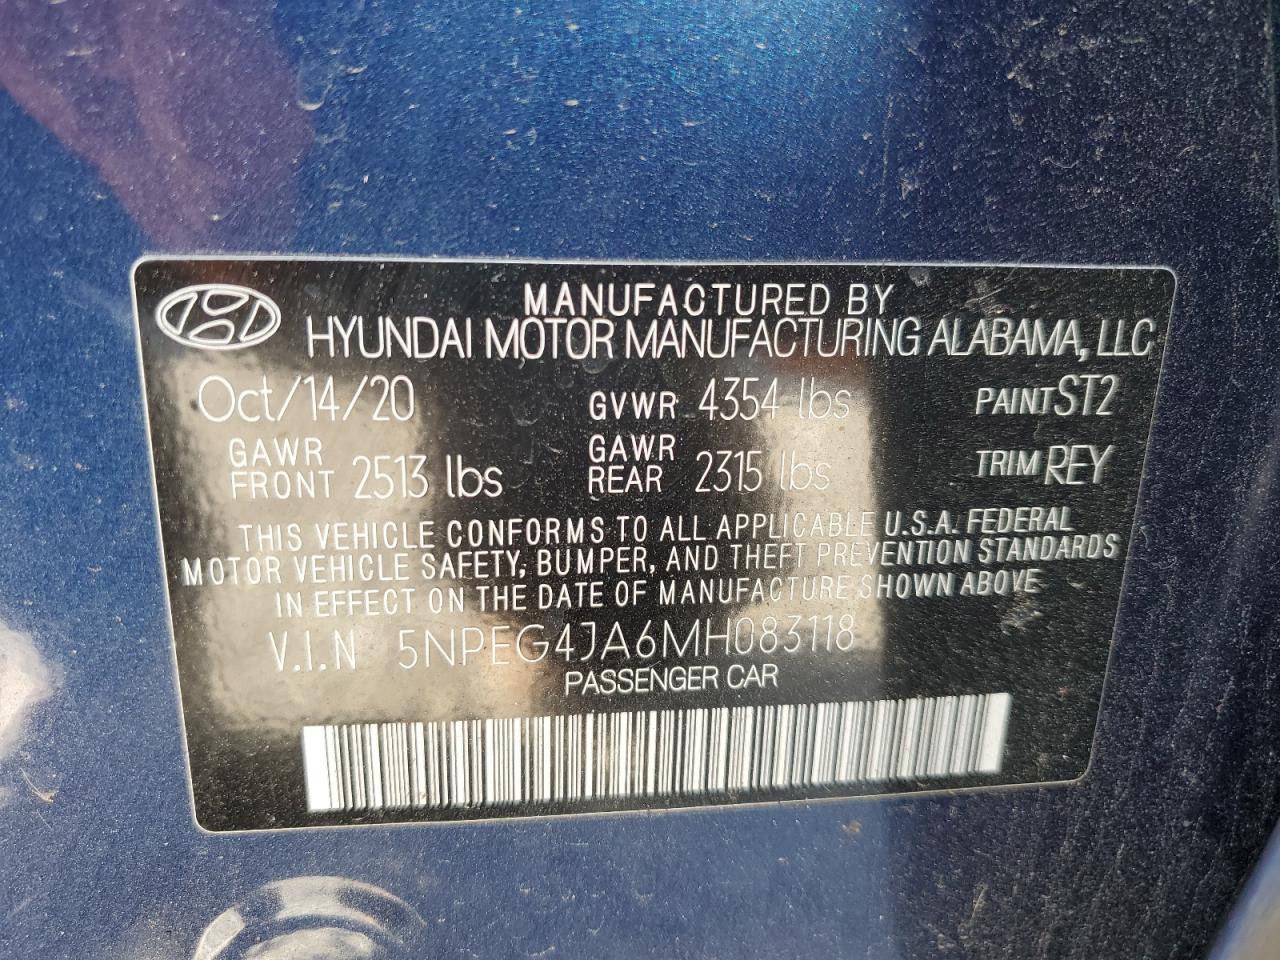 MANUFACTURED BY
HYUNDAI MOTOR MANUFACTURING ALABAMA, LLC
Oct/14/20 GVWR 4354 lbs PAINT ST2
GAWR FRONT 2513 lbs GAWR REAR 2315 lbs TRIM REY
THIS VEHICLE CONFORMS TO ALL APPLICABLE U.S.A. FEDERAL
MOTOR VEHICLE SAFETY, BUMPER, AND THEFT PREVENTION STANDARDS
IN EFFECT ON THE DATE OF MANUFACTURE SHOWN ABOVE
V.I.N 5NPEG4JA6MH083118
PASSENGER CAR